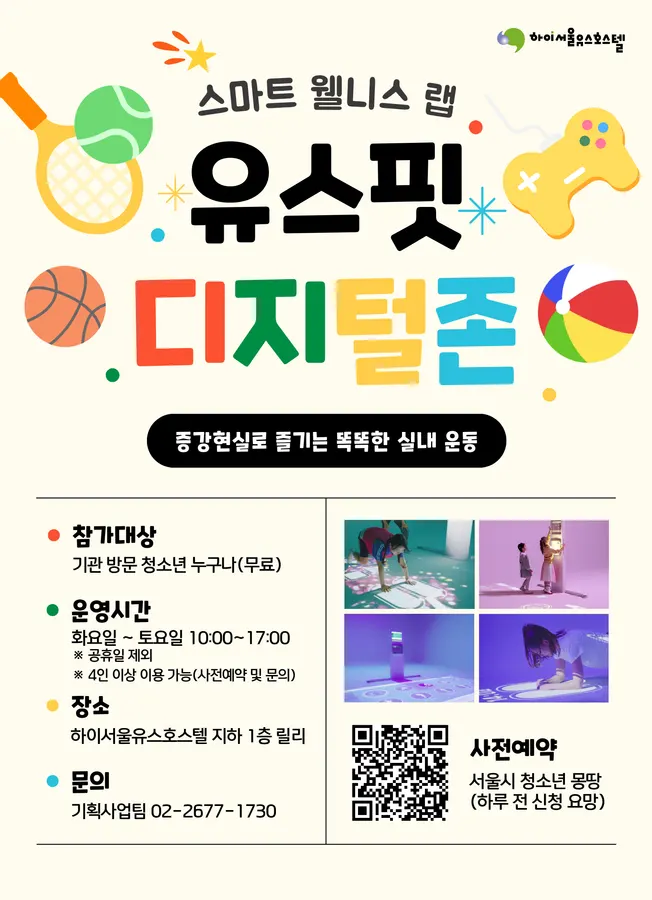 하이서울유스호스텔
스마트 웰니스 랩
유스핏
디지털존
증강현실로 즐기는 똑똑한 실내 운동
참가대상
기관 방문 청소년 누구나(무료)
운영시간
화요일 ~ 토요일 10:00~17:00
※ 공휴일 제외
※ 4인 이상 이용 가능(사전예약 및 문의)
장소
하이서울유스호스텔 지하 1층 릴리
문의
기획사업팀 02-2677-1730
사전예약
서울시 청소년 몽땅
(하루 전 신청 요망)